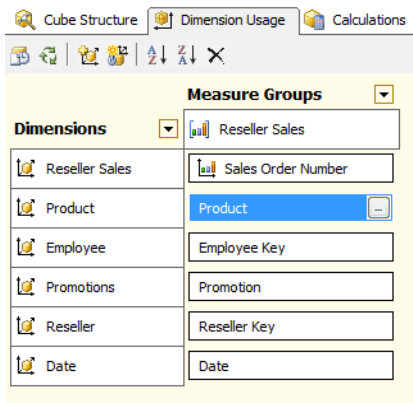 Cube Structure Dimension Usage Calculations
Measure Groups
Dimensions Reseller Sales
Reseller Sales Sales Order Number
Product Product ...
Employee Employee Key
Promotions Promotion
Reseller Reseller Key
Date Date